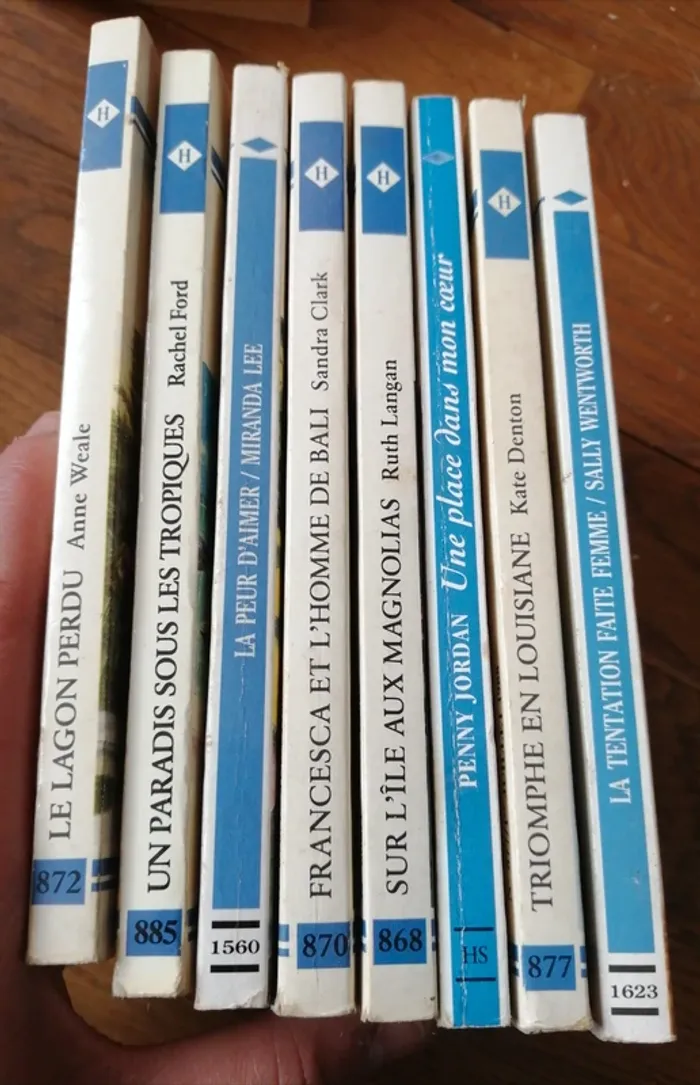 H
LE LAGON PERDU Anne Weale
872
H
UN PARADIS SOUS LES TROPIQUES Rachel Ford
885
LA PEUR D'AIMER / MIRANDA LEE
1560
H
FRANCESCA ET L'HOMME DE BALI Sandra Clark
870
H
SUR L'ÎLE AUX MAGNOLIAS Ruth Langan
868
PENNY JORDAN Une place dans mon cœur
HS
H
TRIOMPHE EN LOUISIANE Kate Denton
877
LA TENTATION FAITE FEMME / SALLY WENTWORTH
1623